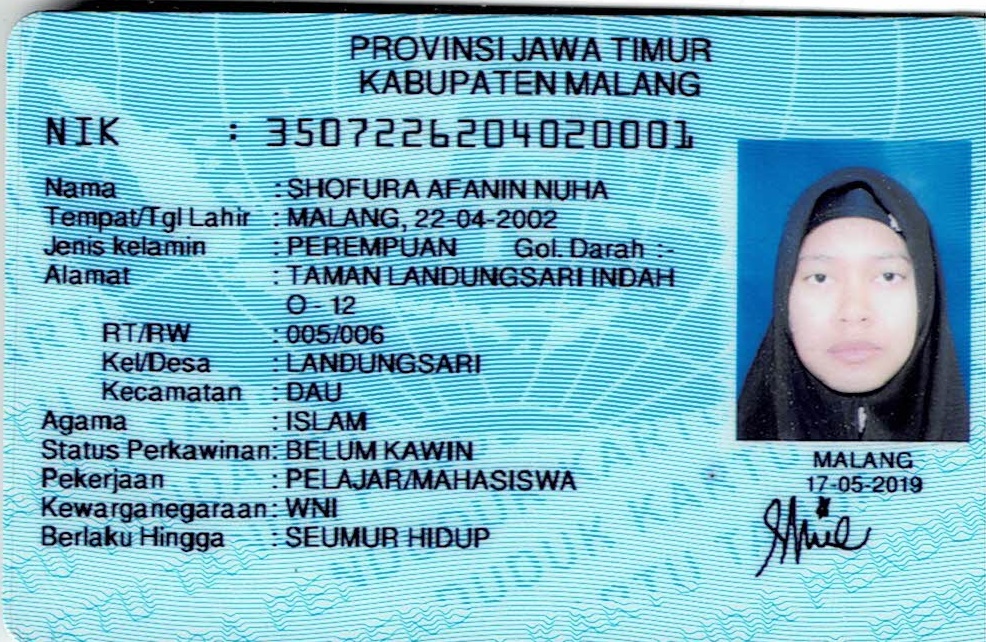 PROVINSI JAWA TIMUR
KABUPATEN MALANG
NIK : 3507226204020001
Nama : SHOFURA AFANIN NUHA
Tempat/Tgl Lahir : MALANG, 22-04-2002
Jenis kelamin : PEREMPUAN Gol. Darah :-
Alamat : TAMAN LANDUNGSARI INDAH
O - 12
RT/RW : 005/006
Kel/Desa : LANDUNGSARI
Kecamatan : DAU
Agama : ISLAM
Status Perkawinan: BELUM KAWIN
Pekerjaan : PELAJAR/MAHASISWA
Kewarganegaraan: WNI
Berlaku Hingga : SEUMUR HIDUP
MALANG
17-05-2019